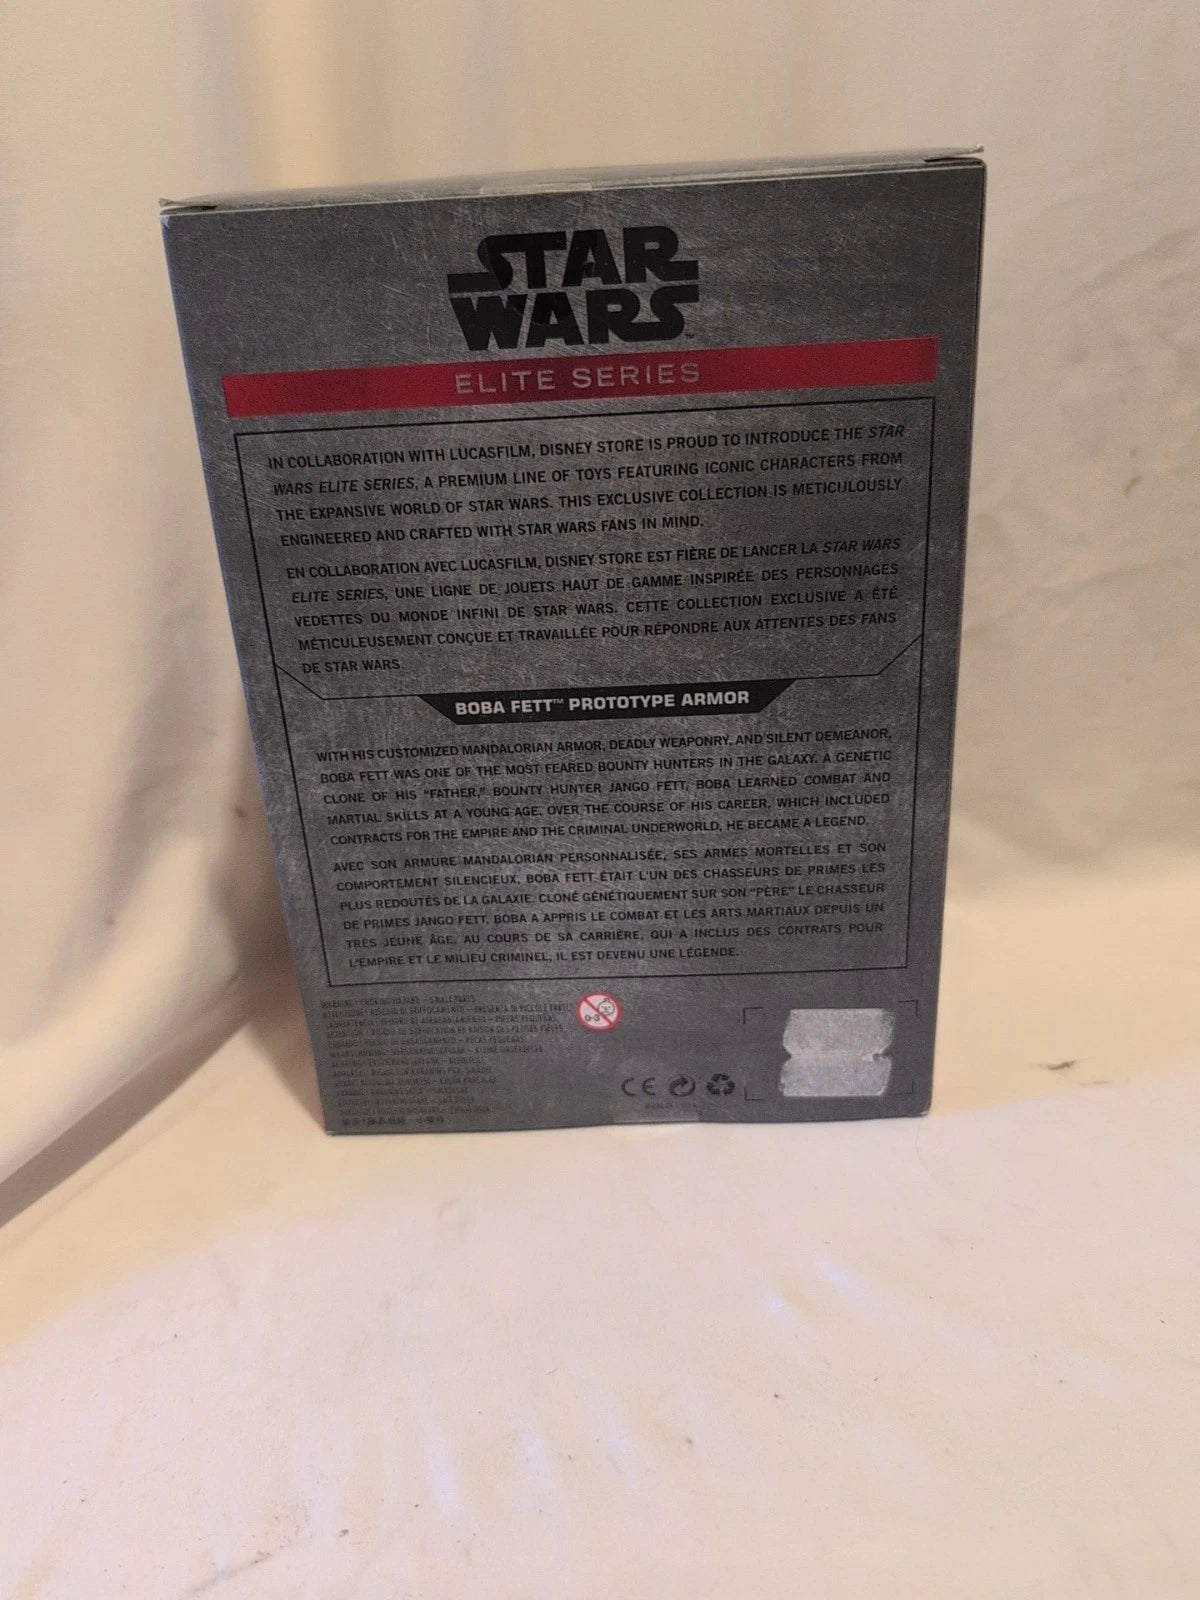 STAR
WARS
ELITE SERIES
IN COLLABORATION WITH LUCASFILM, DISNEY STORE IS PROUD TO INTRODUCE THE STAR
WARS ELITE SERIES, A PREMIUM LINE OF TOYS FEATURING ICONIC CHARACTERS FROM
THE EXPANSIVE WORLD OF STAR WARS. THIS EXCLUSIVE COLLECTION IS METICULOUSLY
ENGINEERED AND CRAFTED WITH STAR WARS FANS IN MIND.
EN COLLABORATION AVEC LUCASFILM, DISNEY STORE EST FIÈRE DE LANCER LA STAR WARS
ELITE SERIES, UNE LIGNE DE JOUETS HAUT DE GAMME INSPIRÉE DES PERSONNAGES
VEDETTES DU MONDE INFINI DE STAR WARS. CETTE COLLECTION EXCLUSIVE A ÉTÉ
MÉTICULEUSEMENT CONÇUE ET TRAVAILLÉE POUR RÉPONDRE AUX ATTENTES DES FANS
DE STAR WARS.
BOBA FETT™ PROTOTYPE ARMOR
WITH HIS CUSTOMIZED MANDALORIAN ARMOR, DEADLY WEAPONRY, AND SILENT DEMEANOR,
BOBA FETT WAS ONE OF THE MOST FEARED BOUNTY HUNTERS IN THE GALAXY. A GENETIC
CLONE OF HIS "FATHER," BOUNTY HUNTER JANGO FETT, BOBA LEARNED COMBAT AND
MARTIAL SKILLS AT A YOUNG AGE. OVER THE COURSE OF HIS CAREER, WHICH INCLUDED
CONTRACTS FOR THE EMPIRE AND THE CRIMINAL UNDERWORLD, HE BECAME A LEGEND.
AVEC SON ARMURE MANDALORIAN PERSONNALISÉE, SES ARMES MORTELLES ET SON
COMPORTEMENT SILENCIEUX, BOBA FETT ÉTAIT L'UN DES CHASSEURS DE PRIMES LES
PLUS REDOUTÉS DE LA GALAXIE. CLONÉ GÉNÉTIQUEMENT SUR SON "PÈRE" LE CHASSEUR
DE PRIMES JANGO FETT, BOBA A APPRIS LE COMBAT ET LES ARTS MARTIAUX DEPUIS UN
TRÈS JEUNE ÂGE. AU COURS DE SA CARRIÈRE, QUI A INCLUS DES CONTRATS POUR
L'EMPIRE ET LE MILIEU CRIMINEL, IL EST DEVENU UNE LÉGENDE.
WARNING! CHOKING HAZARD – SMALL PARTS
0-3
CE